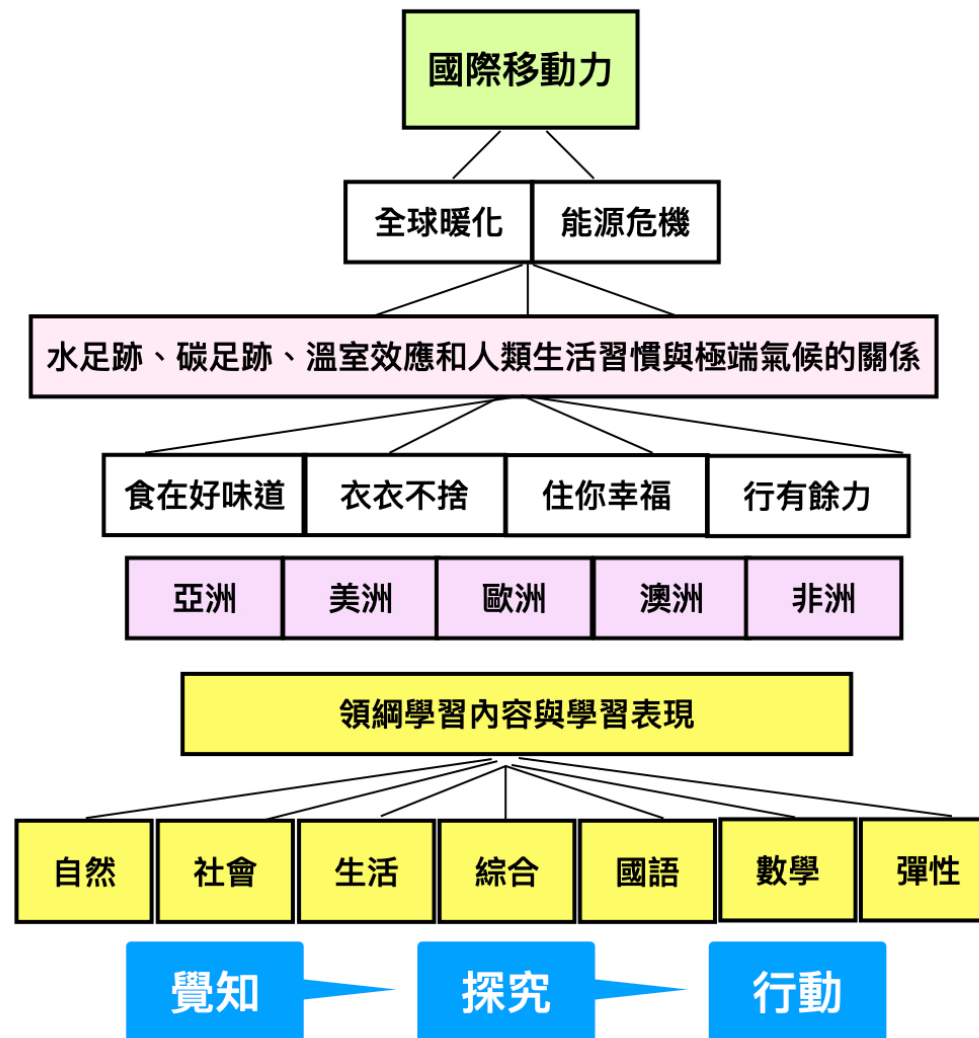 國際移動力
全球暖化 能源危機
水足跡、碳足跡、溫室效應和人類生活習慣與極端氣候的關係
食在好味道 衣衣不捨 住你幸福 行有餘力
亞洲 美洲 歐洲 澳洲 非洲
領綱學習內容與學習表現
自然 社會 生活 綜合 國語 數學 彈性
覺知 探究 行動